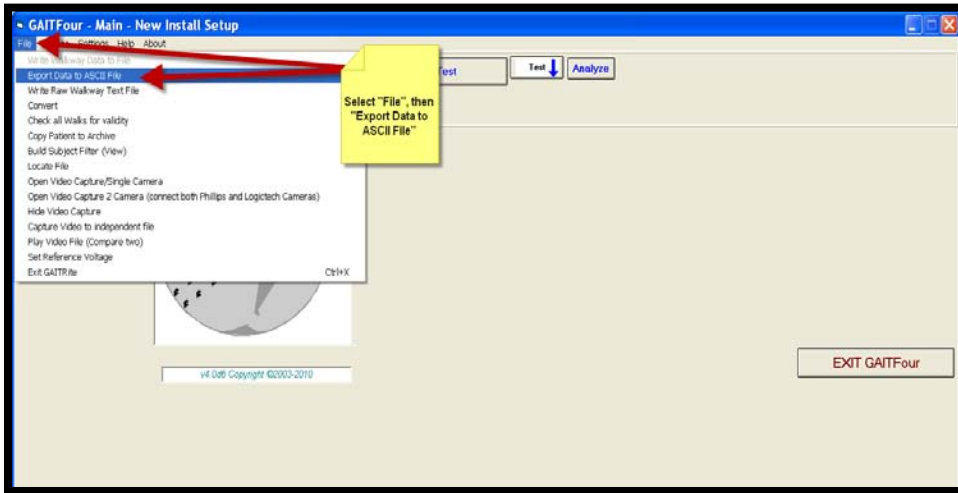 GAITFour - Main - New Install Setup
File Settings Help About
Write Walkway Data to File
Export Data to ASCII File
Write Raw Walkway Text File
Convert
Check all Walks for validity
Copy Patient to Archive
Build Subject Filter (View)
Locate File
Open Video Capture/Single Camera
Open Video Capture 2 Camera (connect both Phillips and Logictech Cameras)
Hide Video Capture
Capture Video to independent file
Play Video File (Compare two)
Set Reference Voltage
Exit GAITRite Ctrl+X
Select "File", then
"Export Data to
ASCII File"
Test
Test
Analyze
v4.0d6 Copyright ©2003-2010
EXIT GAITFour